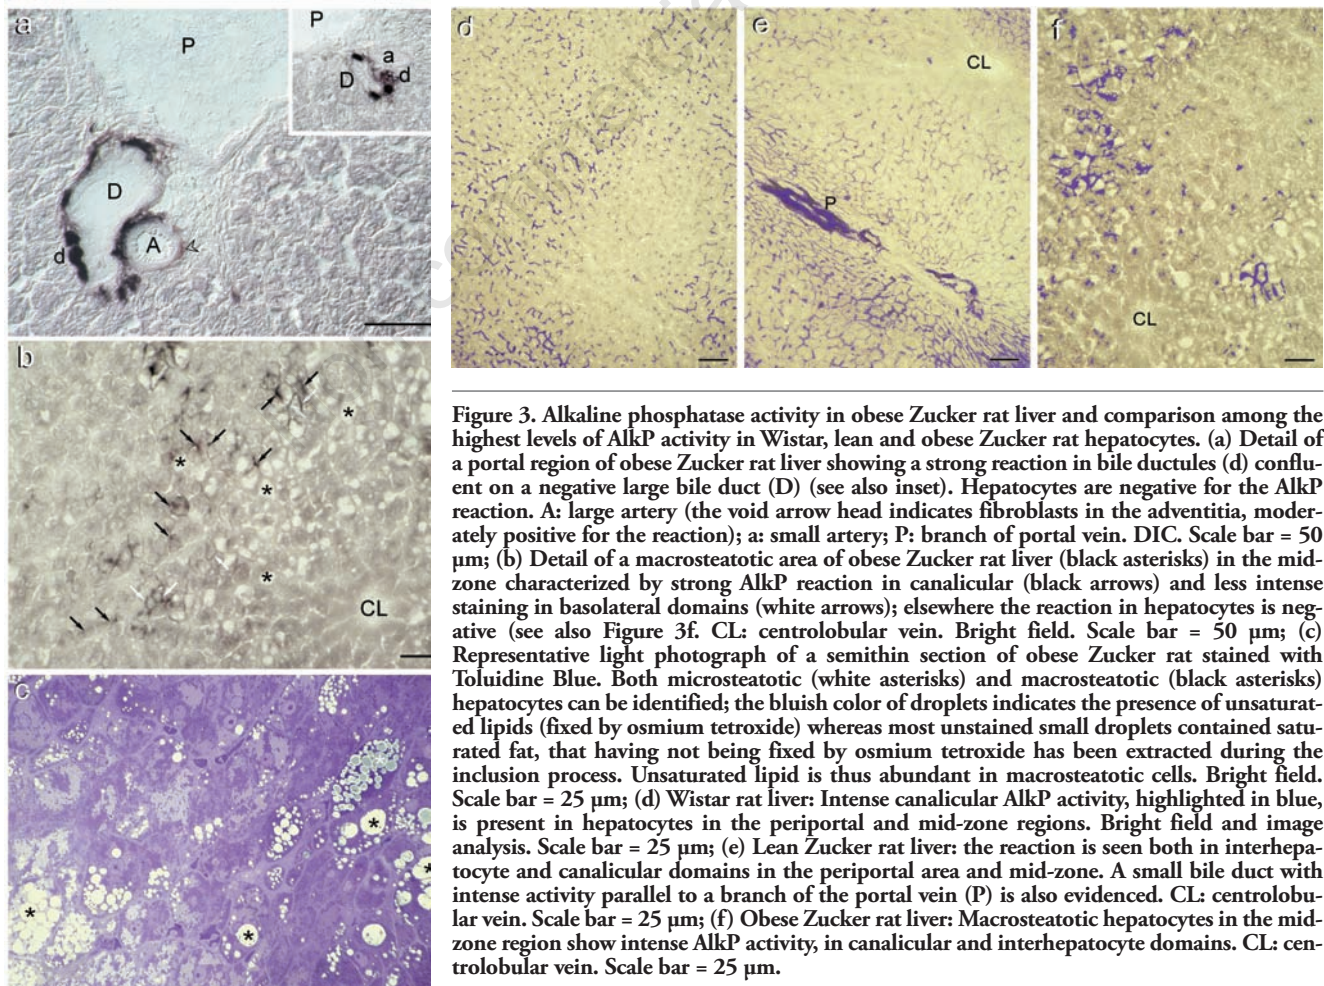 a
P
P
a
D
d
D
A
d
b
*
*
*
*
CL
c
*
*
*
*
d
e
CL
P
f
CL
Figure 3. Alkaline phosphatase activity in obese Zucker rat liver and comparison among the
highest levels of AlkP activity in Wistar, lean and obese Zucker rat hepatocytes. (a) Detail of
a portal region of obese Zucker rat liver showing a strong reaction in bile ductules (d) conflu-
ent on a negative large bile duct (D) (see also inset). Hepatocytes are negative for the AlkP
reaction. A: large artery (the void arrow head indicates fibroblasts in the adventitia, moder-
ately positive for the reaction); a: small artery; P: branch of portal vein. DIC. Scale bar = 50
µm; (b) Detail of a macrosteatotic area of obese Zucker rat liver (black asterisks) in the mid-
zone characterized by strong AlkP reaction in canalicular (black arrows) and less intense
staining in basolateral domains (white arrows); elsewhere the reaction in hepatocytes is neg-
ative (see also Figure 3f. CL: centrolobular vein. Bright field. Scale bar = 50 µm; (c)
Representative light photograph of a semithin section of obese Zucker rat stained with
Toluidine Blue. Both microsteatotic (white asterisks) and macrosteatotic (black asterisks)
hepatocytes can be identified; the bluish color of droplets indicates the presence of unsaturat-
ed lipids (fixed by osmium tetroxide) whereas most unstained small droplets contained satu-
rated fat, that having not being fixed by osmium tetroxide has been extracted during the
inclusion process. Unsaturated lipid is thus abundant in macrosteatotic cells. Bright field.
Scale bar = 25 µm; (d) Wistar rat liver: Intense canalicular AlkP activity, highlighted in blue,
is present in hepatocytes in the periportal and mid-zone regions. Bright field and image
analysis. Scale bar = 25 µm; (e) Lean Zucker rat liver: the reaction is seen both in interhepa-
tocyte and canalicular domains in the periportal area and mid-zone. A small bile duct with
intense activity parallel to a branch of the portal vein (P) is also evidenced. CL: centrolobu-
lar vein. Scale bar = 25 µm; (f) Obese Zucker rat liver: Macrosteatotic hepatocytes in the mid-
zone region show intense AlkP activity, in canalicular and interhepatocyte domains. CL: cen-
trolobular vein. Scale bar = 25 µm.